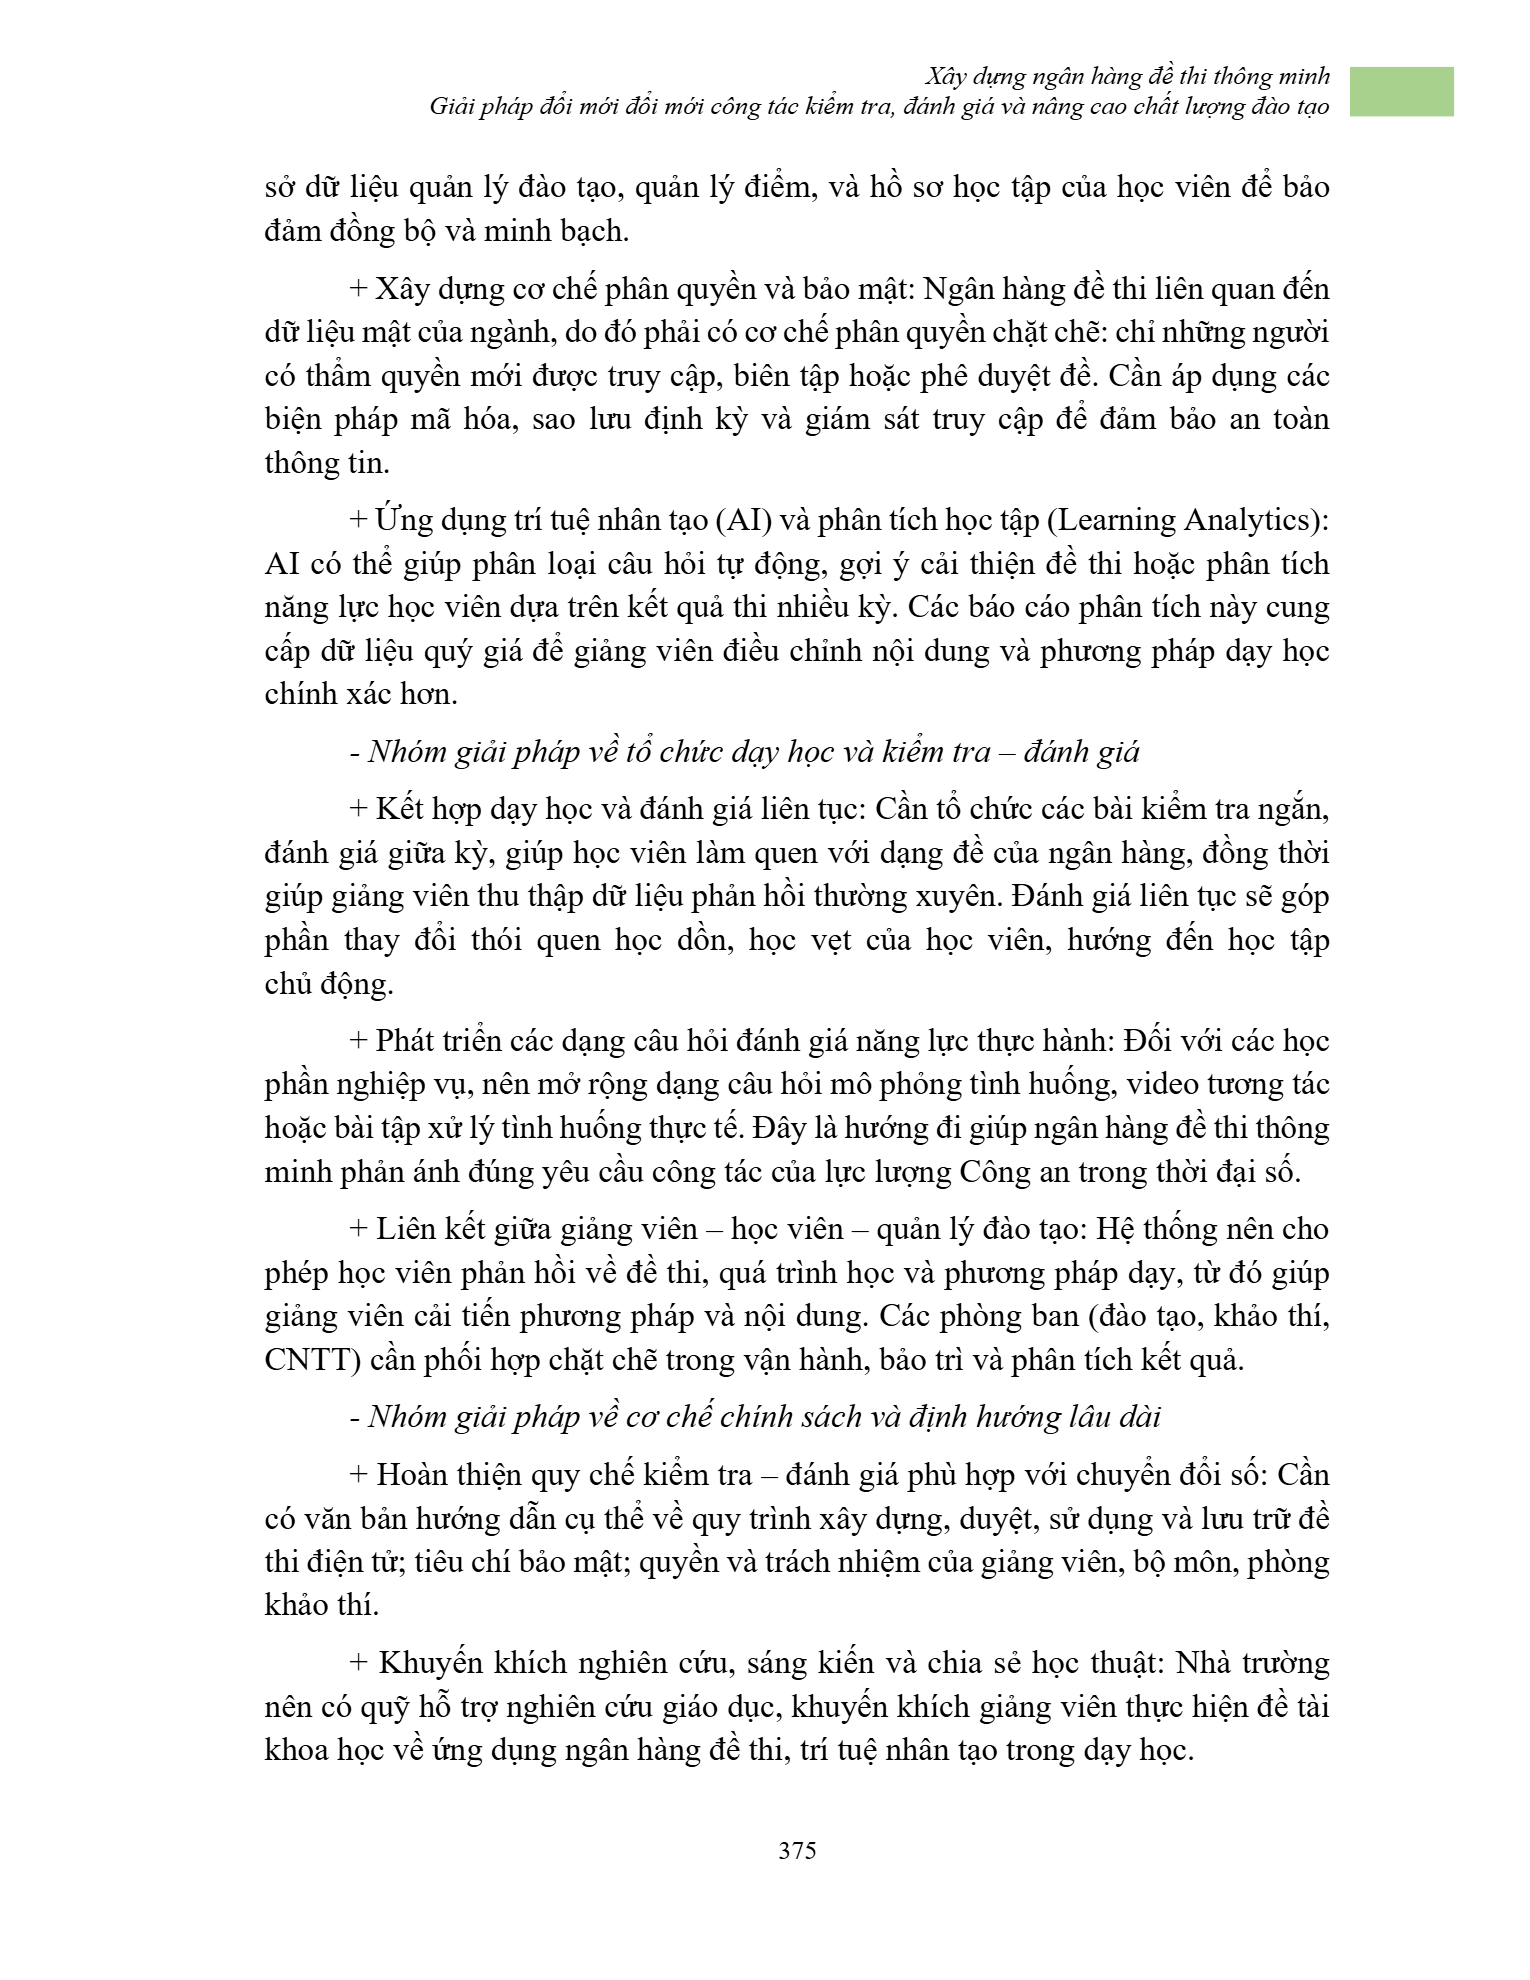 Xây dựng ngân hàng đề thi thông minh
Giải pháp đổi mới đổi mới công tác kiểm tra, đánh giá và nâng cao chất lượng đào tạo
sở dữ liệu quản lý đào tạo, quản lý điểm, và hồ sơ học tập của học viên để bảo
đảm đồng bộ và minh bạch.
+ Xây dựng cơ chế phân quyền và bảo mật: Ngân hàng đề thi liên quan đến
dữ liệu mật của ngành, do đó phải có cơ chế phân quyền chặt chẽ: chỉ những người
có thẩm quyền mới được truy cập, biên tập hoặc phê duyệt đề. Cần áp dụng các
biện pháp mã hóa, sao lưu định kỳ và giám sát truy cập để đảm bảo an toàn
thông tin.
+ Ứng dụng trí tuệ nhân tạo (AI) và phân tích học tập (Learning Analytics):
AI có thể giúp phân loại câu hỏi tự động, gợi ý cải thiện đề thi hoặc phân tích
năng lực học viên dựa trên kết quả thi nhiều kỳ. Các báo cáo phân tích này cung
cấp dữ liệu quý giá để giảng viên điều chỉnh nội dung và phương pháp dạy học
chính xác hơn.
- Nhóm giải pháp về tổ chức dạy học và kiểm tra – đánh giá
+ Kết hợp dạy học và đánh giá liên tục: Cần tổ chức các bài kiểm tra ngắn,
đánh giá giữa kỳ, giúp học viên làm quen với dạng đề của ngân hàng, đồng thời
giúp giảng viên thu thập dữ liệu phản hồi thường xuyên. Đánh giá liên tục sẽ góp
phần thay đổi thói quen học dồn, học vẹt của học viên, hướng đến học tập
chủ động.
+ Phát triển các dạng câu hỏi đánh giá năng lực thực hành: Đối với các học
phần nghiệp vụ, nên mở rộng dạng câu hỏi mô phỏng tình huống, video tương tác
hoặc bài tập xử lý tình huống thực tế. Đây là hướng đi giúp ngân hàng đề thi thông
minh phản ánh đúng yêu cầu công tác của lực lượng Công an trong thời đại số.
+ Liên kết giữa giảng viên – học viên – quản lý đào tạo: Hệ thống nên cho
phép học viên phản hồi về đề thi, quá trình học và phương pháp dạy, từ đó giúp
giảng viên cải tiến phương pháp và nội dung. Các phòng ban (đào tạo, khảo thí,
CNTT) cần phối hợp chặt chẽ trong vận hành, bảo trì và phân tích kết quả.
- Nhóm giải pháp về cơ chế chính sách và định hướng lâu dài
+ Hoàn thiện quy chế kiểm tra – đánh giá phù hợp với chuyển đổi số: Cần
có văn bản hướng dẫn cụ thể về quy trình xây dựng, duyệt, sử dụng và lưu trữ đề
thi điện tử; tiêu chí bảo mật; quyền và trách nhiệm của giảng viên, bộ môn, phòng
khảo thí.
+ Khuyến khích nghiên cứu, sáng kiến và chia sẻ học thuật: Nhà trường
nên có quỹ hỗ trợ nghiên cứu giáo dục, khuyến khích giảng viên thực hiện đề tài
khoa học về ứng dụng ngân hàng đề thi, trí tuệ nhân tạo trong dạy học.
375